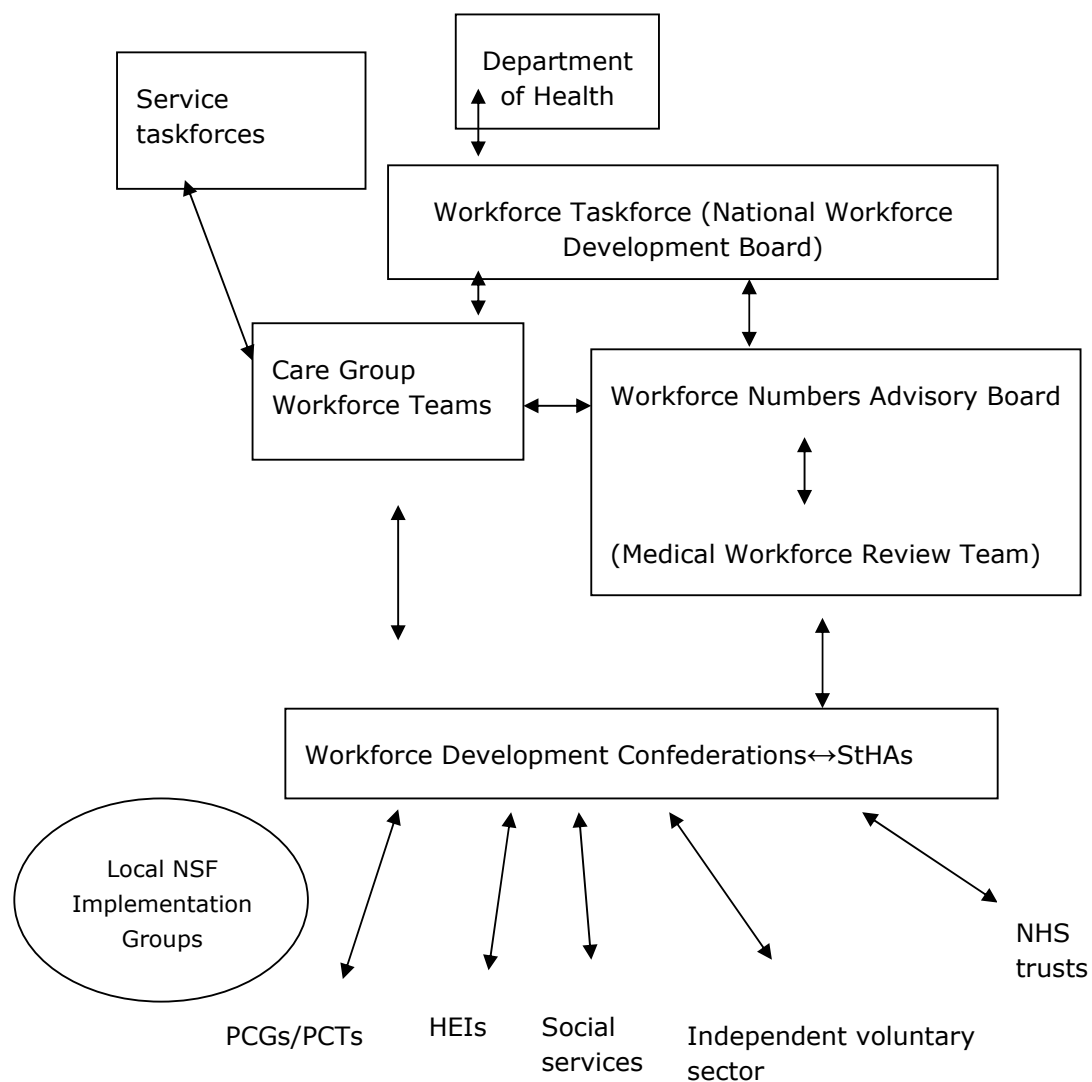 Department
of Health
Service
taskforces
Workforce Taskforce (National Workforce
Development Board)
Care Group
Workforce Teams
Workforce Numbers Advisory Board
(Medical Workforce Review Team)
Workforce Development Confederations↔StHAs
Local NSF
Implementation
Groups
NHS
trusts
PCGs/PCTs
HEIs
Social
services
Independent voluntary
sector